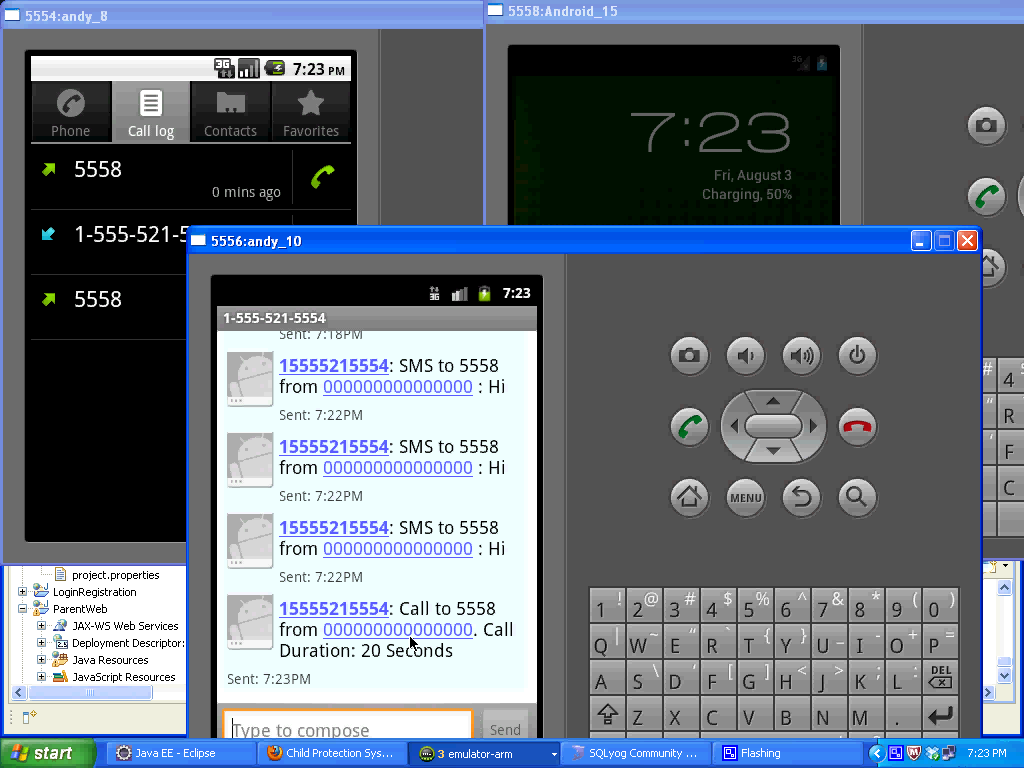 5554:andy_8
5558:Android_15
3G 7:23 PM
Phone
Call log
Contacts
Favorites
5558
0 mins ago
1-555-521-5
5558
3G
7:23
Fri, August 3
Charging, 50%
5556:andy_10
3G 7:23
1-555-521-5554
Sent: 7:18PM
15555215554: SMS to 5558
from 000000000000000 : Hi
Sent: 7:22PM
15555215554: SMS to 5558
from 000000000000000 : Hi
Sent: 7:22PM
15555215554: SMS to 5558
from 000000000000000 : Hi
Sent: 7:22PM
15555215554: Call to 5558
from 000000000000000. Call
Duration: 20 Seconds
Sent: 7:23PM
Type to compose
Send
MENU
1 ! 2 @ 3 # 4 $ 5 % 6 ^ 7 & 8 * 9 ( 0 )
Q W ~ E " R ` T { Y } U _ I - O + P =
A S \ D ' F [ G ] H < J > K ; L : DEL
Z X C V B N M .
# 4 $
" R
' F
C
project.properties
LoginRegistration
ParentWeb
JAX-WS Web Services
Deployment Descriptor:
Java Resources
JavaScript Resources
start
Java EE - Eclipse
Child Protection Sys...
3 emulator-arm
SQLyog Community ...
Flashing
7:23 PM